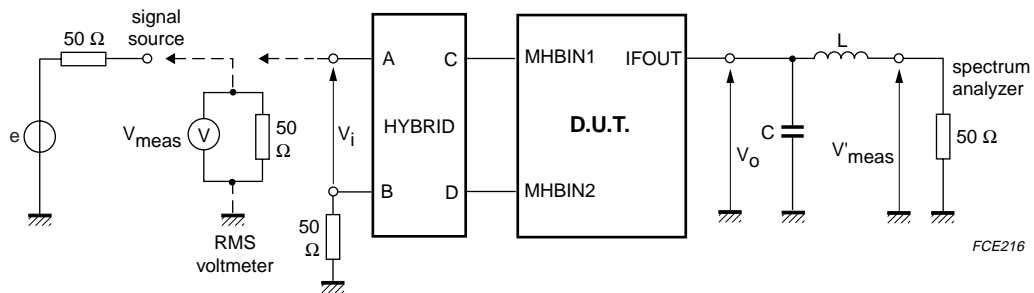 signal
source
50 Ω
e
V meas
V
50
Ω
RMS
voltmeter
V i
50
Ω
A
B
C
D
HYBRID
MHBIN1
MHBIN2
IFOUT
D.U.T.
V o
C
L
V' meas
spectrum
analyzer
50 Ω
FCE216